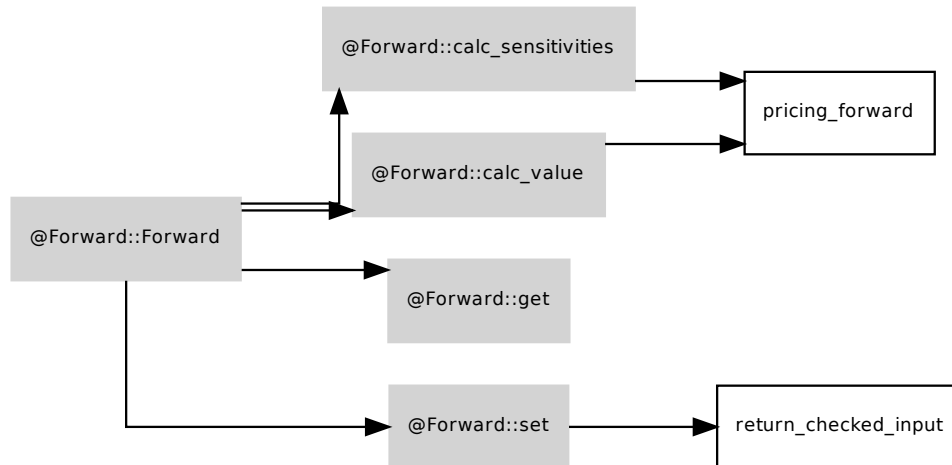 @Forward::calc_sensitivities
pricing_forward
@Forward::calc_value
@Forward::Forward
@Forward::get
@Forward::set
return_checked_input